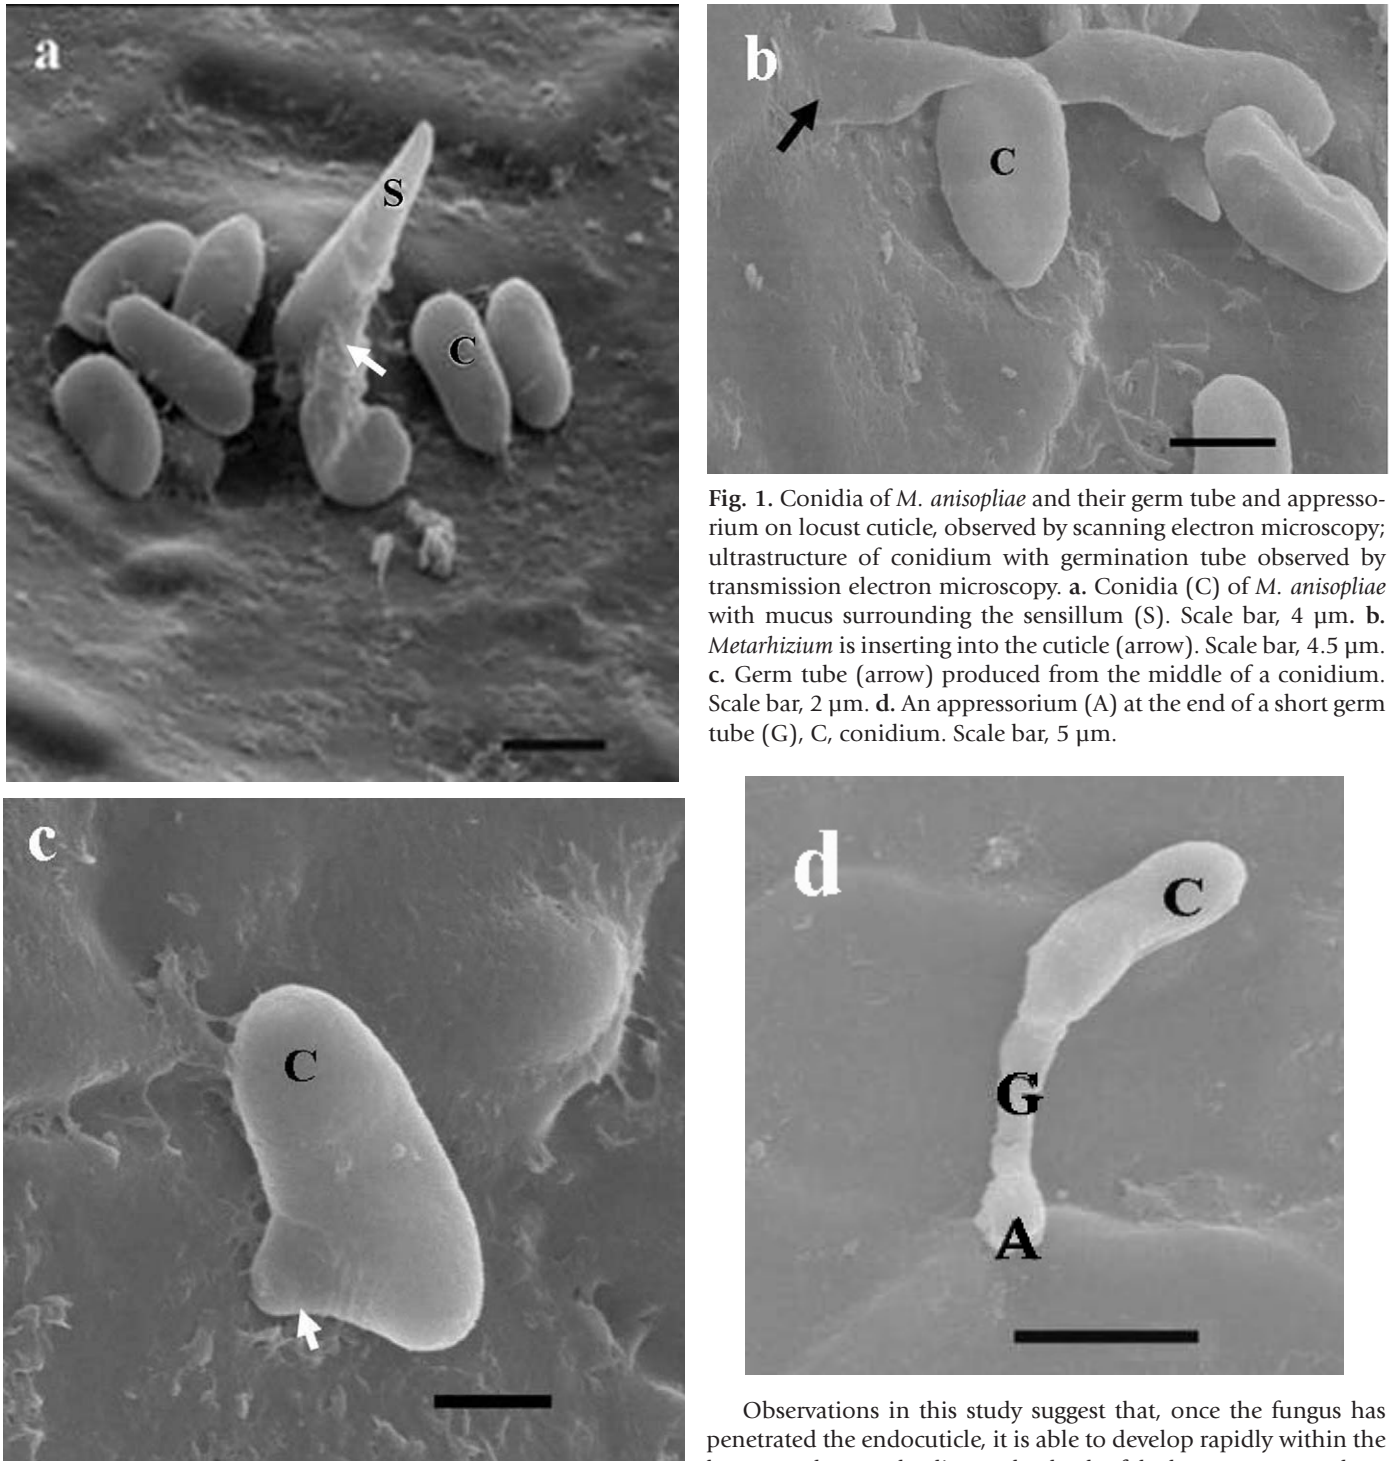 a
S
C
b
C
Fig. 1. Conidia of M. anisopliae and their germ tube and appresso-
rium on locust cuticle, observed by scanning electron microscopy;
ultrastructure of conidium with germination tube observed by
transmission electron microscopy. a. Conidia (C) of M. anisopliae
with mucus surrounding the sensillum (S). Scale bar, 4 µm. b.
Metarhizium is inserting into the cuticle (arrow). Scale bar, 4.5 µm.
c. Germ tube (arrow) produced from the middle of a conidium.
Scale bar, 2 µm. d. An appressorium (A) at the end of a short germ
tube (G), C, conidium. Scale bar, 5 µm.
c
C
d
C
G
A
Observations in this study suggest that, once the fungus has
penetrated the endocuticle, it is able to develop rapidly within the